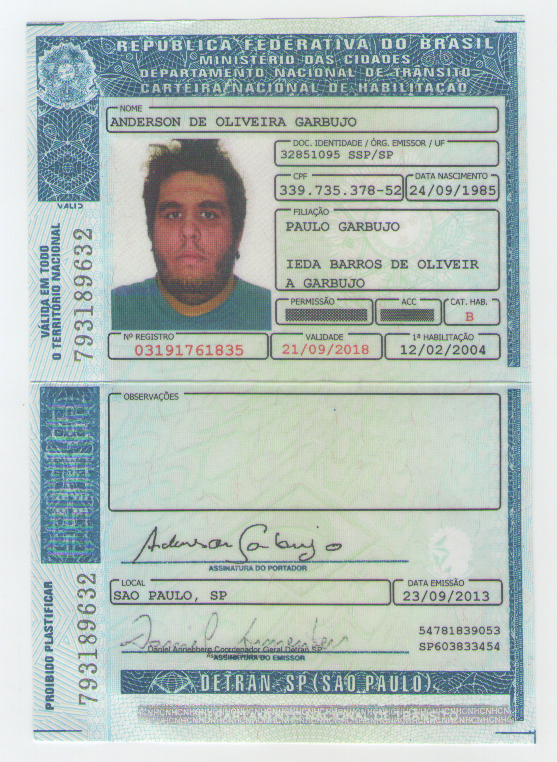 REPÚBLICA FEDERATIVA DO BRASIL
MINISTÉRIO DAS CIDADES
DEPARTAMENTO NACIONAL DE TRÂNSITO
CARTEIRA NACIONAL DE HABILITAÇÃO
NOME
ANDERSON DE OLIVEIRA GARBUJO
DOC. IDENTIDADE / ÓRG. EMISSOR / UF
32851095 SSP/SP
CPF
339.735.378-52
DATA NASCIMENTO
24/09/1985
FILIAÇÃO
PAULO GARBUJO
IEDA BARROS DE OLIVEIR
A GARBUJO
PERMISSÃO
ACC
CAT. HAB.
B
Nº REGISTRO
03191761835
VALIDADE
21/09/2018
1ª HABILITAÇÃO
12/02/2004
VÁLIDA EM TODO
O TERRITÓRIO NACIONAL
793189632
OBSERVAÇÕES
Anderson Garbujo
ASSINATURA DO PORTADOR
LOCAL
SAO PAULO, SP
DATA EMISSÃO
23/09/2013
Daniel Annenberg Coordenador Geral Detran SP
ASSINATURA DO EMISSOR
54781839053
SP603833454
PROIBIDO PLASTIFICAR
793189632
DETRAN SP (SÃO PAULO)